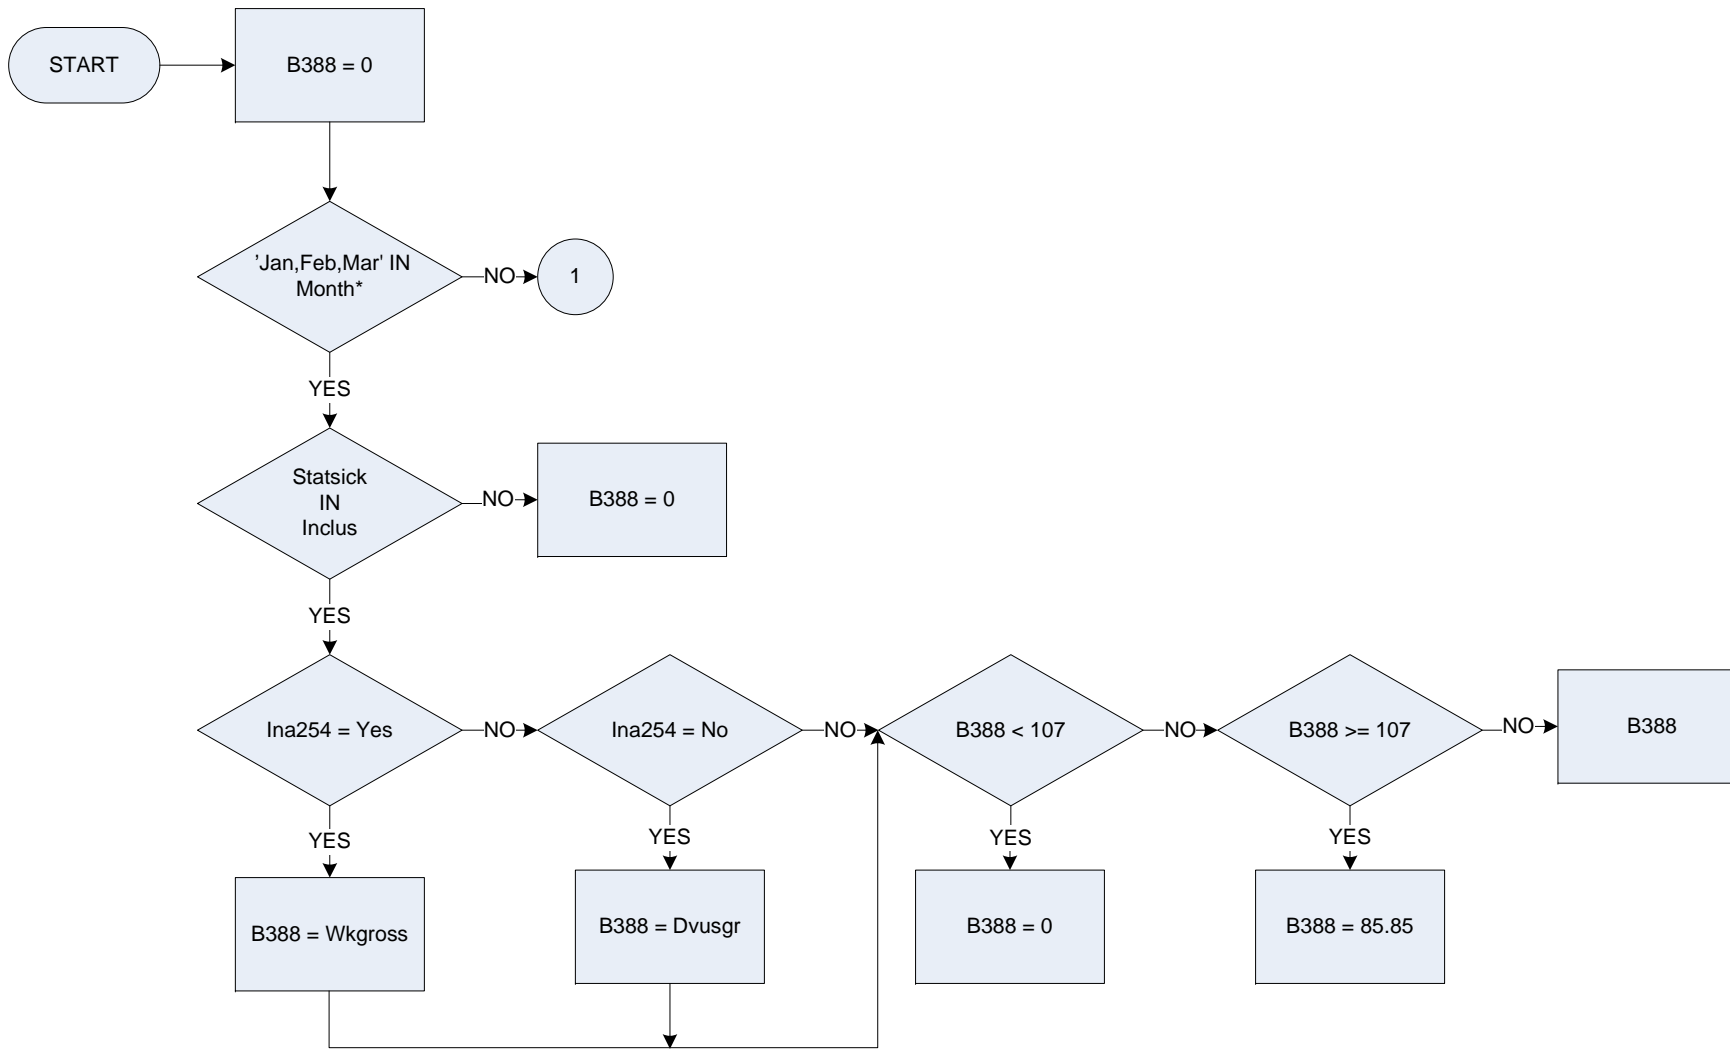 START
B388 = 0
'Jan,Feb,Mar' IN
Month*
NO
1
YES
Statsick
IN
Inclus
NO
B388 = 0
YES
Ina254 = Yes
NO
Ina254 = No
NO
B388 < 107
NO
B388 >= 107
NO
B388
YES
YES
YES
YES
B388 = Wkgross
B388 = Dvusgr
B388 = 0
B388 = 85.85